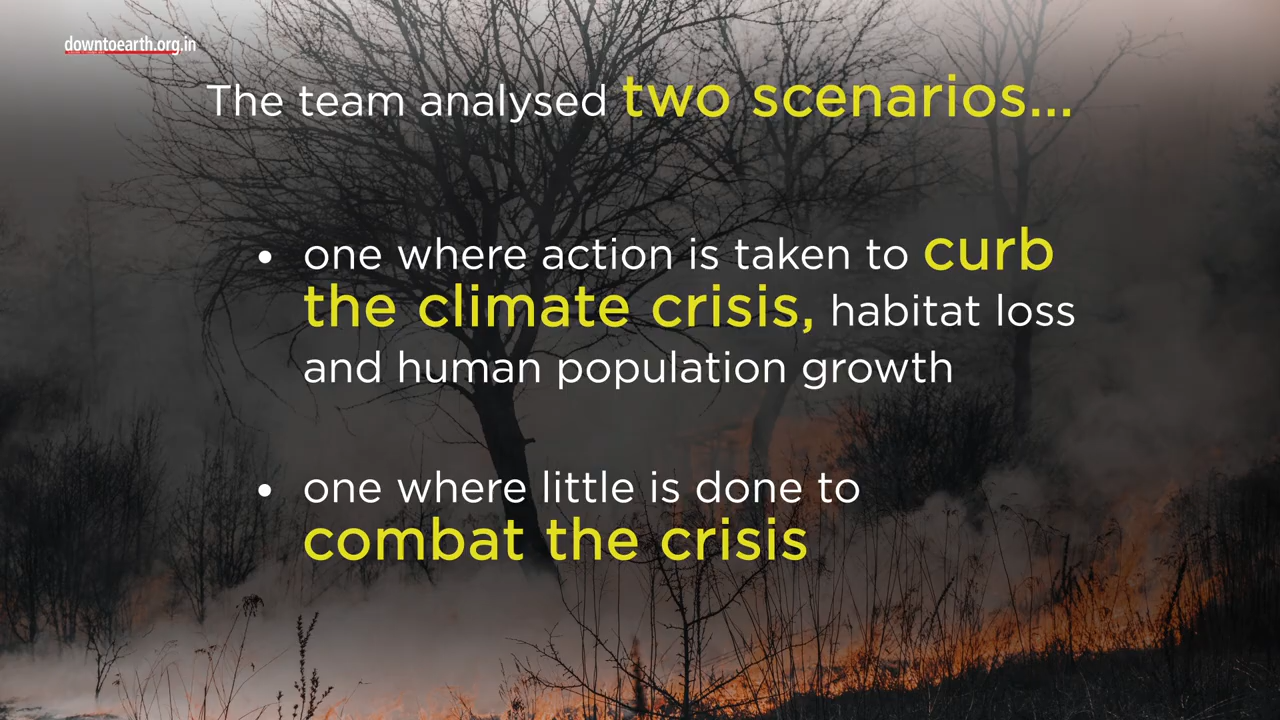 downtoearth.org.in
The team analysed two scenarios...
• one where action is taken to curb
the climate crisis, habitat loss
and human population growth
• one where little is done to
combat the crisis